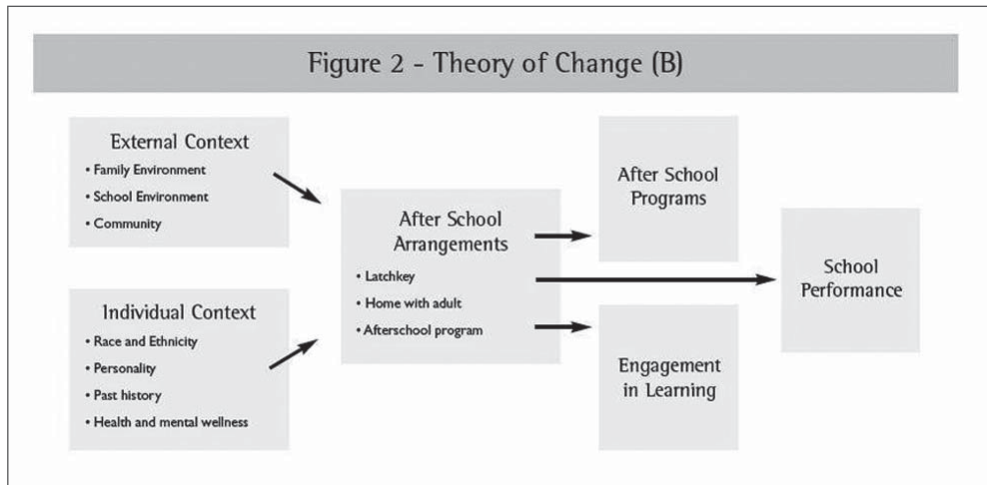 Figure 2 - Theory of Change (B)
External Context
• Family Environment
• School Environment
• Community
Individual Context
• Race and Ethnicity
• Personality
• Past history
• Health and mental wellness
After School
Arrangements
• Latchkey
• Home with adult
• Afterschool program
After School
Programs
Engagement
in Learning
School
Performance